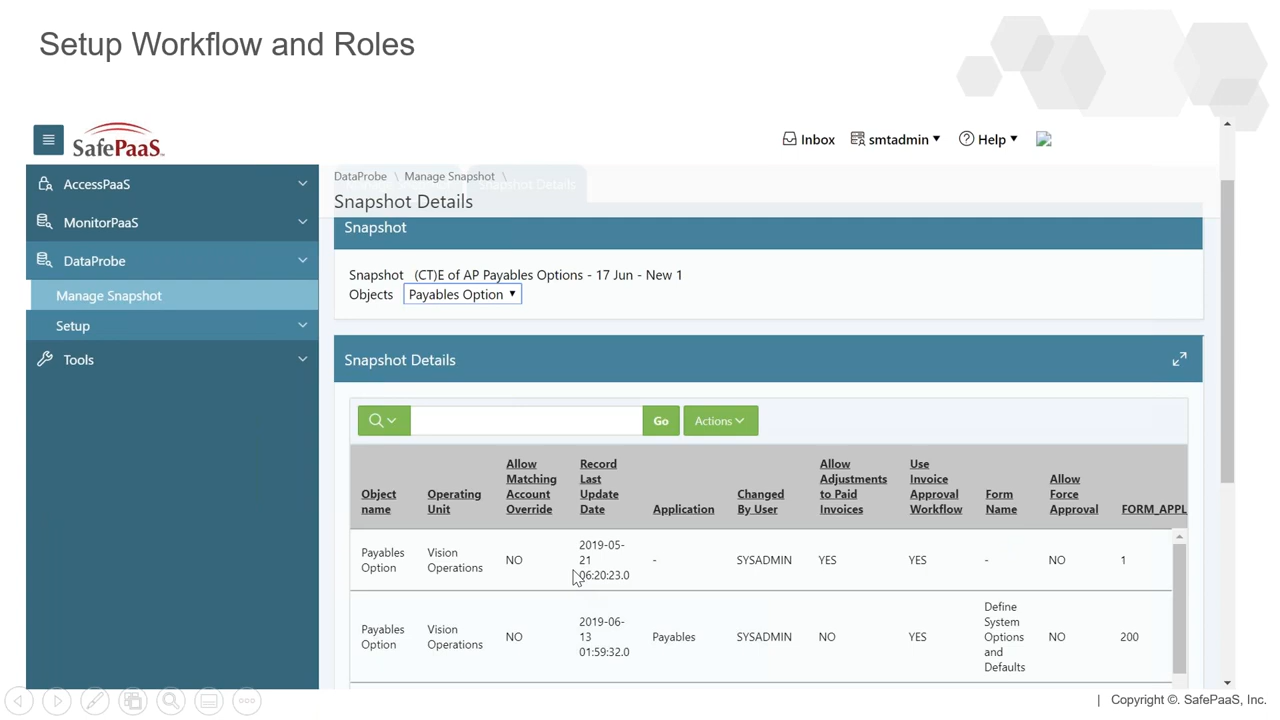 Setup Workflow and Roles
SafePaaS
Inbox smtadmin Help
AccessPaaS
MonitorPaaS
DataProbe
Manage Snapshot
Setup
Tools
DataProbe \ Manage Snapshot \
Snapshot Details
Snapshot Details
Snapshot
Snapshot (CT)E of AP Payables Options - 17 Jun - New 1
Objects Payables Option
Snapshot Details
Go Actions
Object name
Operating Unit
Allow Matching Account Override
Record Last Update Date
Application
Changed By User
Allow Adjustments to Paid Invoices
Use Invoice Approval Workflow
Form Name
Allow Force Approval
FORM_APPL
Payables Option
Vision Operations
NO
2019-05-21 06:20:23.0
-
SYSADMIN
YES
YES
-
NO
1
Payables Option
Vision Operations
NO
2019-06-13 01:59:32.0
Payables
SYSADMIN
NO
YES
Define System Options and Defaults
NO
200
| Copyright ©. SafePaaS, Inc.